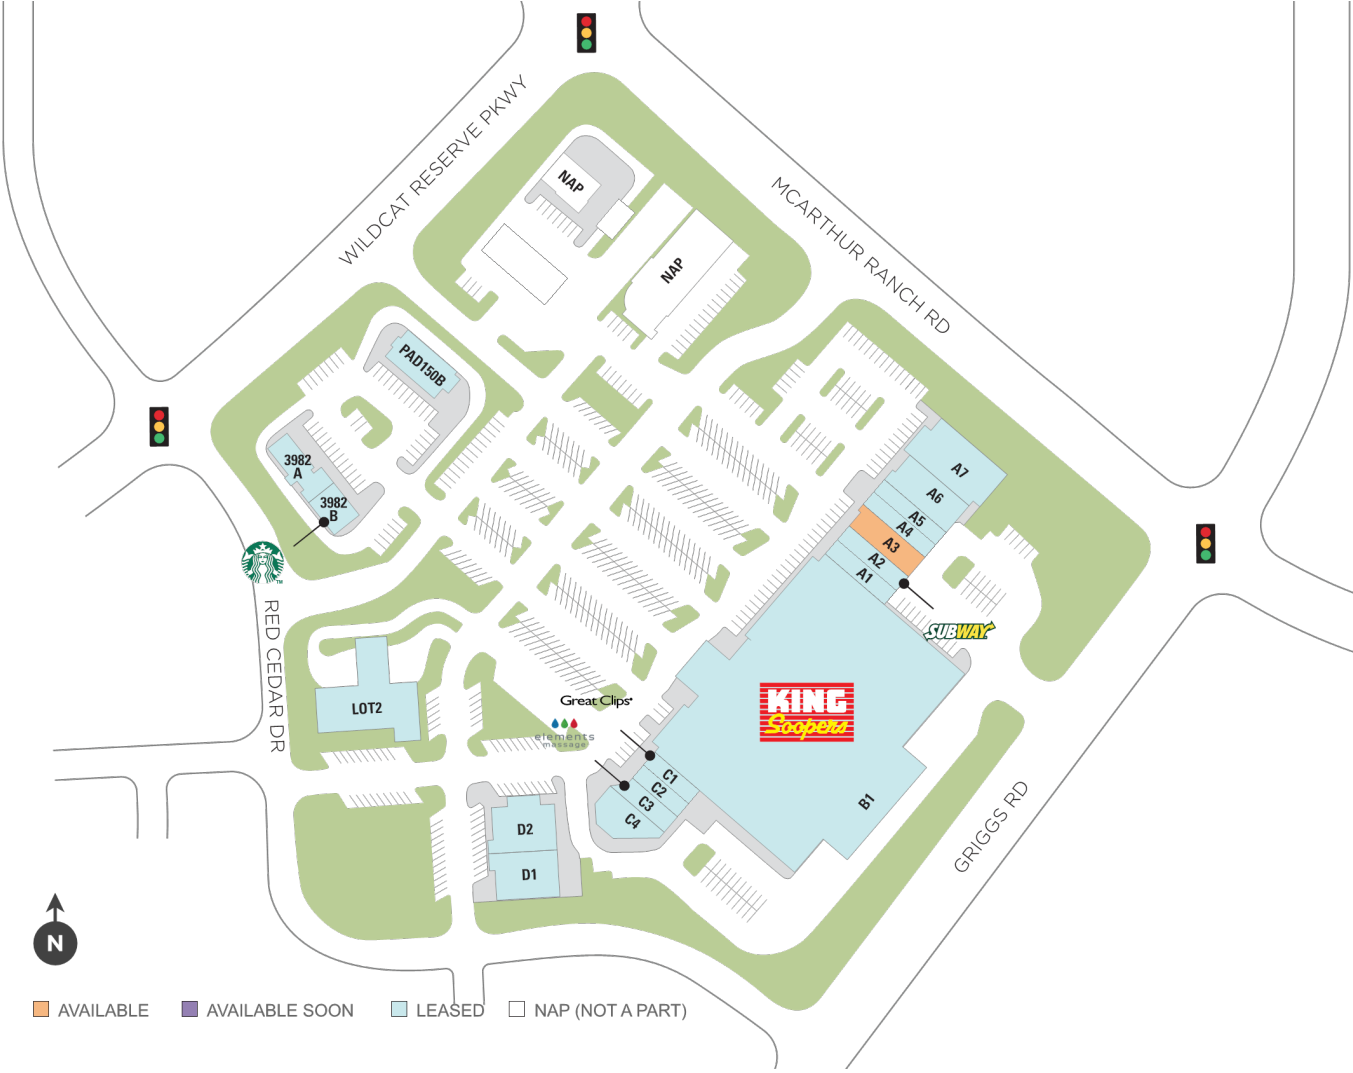 WILDCAT RESERVE PKWY
MCARTHUR RANCH RD
NAP
NAP
PAD150B
3982
A
3982
B
A7
A6
A5
A4
A3
A2
A1
SUBWAY
RED CEDAR DR
LOT2
Great Clips
elements
massage
KING
Soopers
C1
C2
C3
C4
B1
D2
D1
GRIGGS RD
N
AVAILABLE
AVAILABLE SOON
LEASED
NAP (NOT A PART)